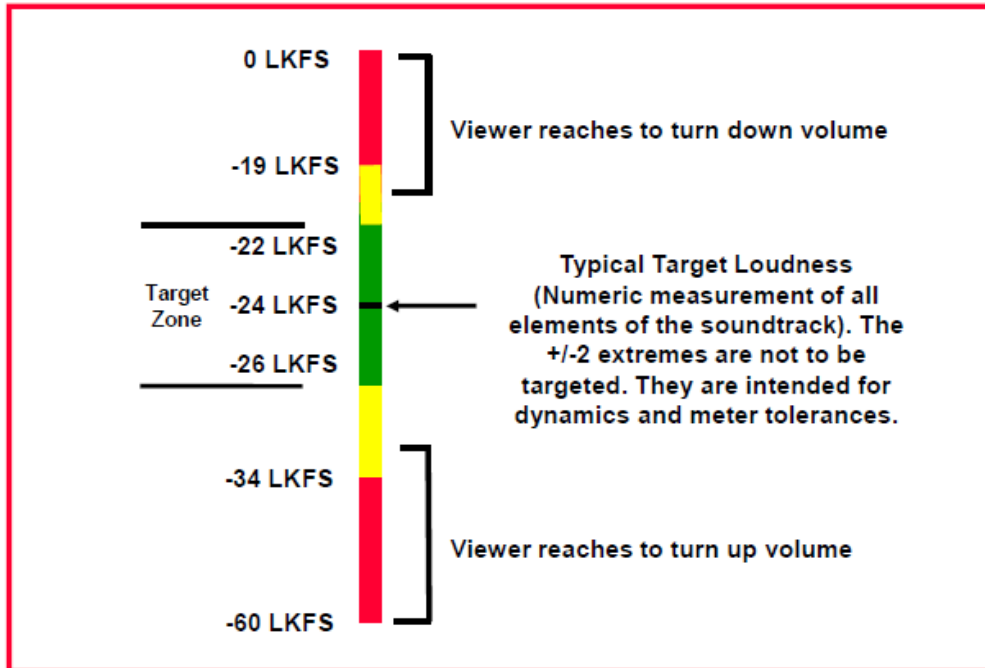 0 LKFS
Viewer reaches to turn down volume
-19 LKFS
-22 LKFS
Target
Zone
-24 LKFS
-26 LKFS
Typical Target Loudness
(Numeric measurement of all
elements of the soundtrack). The
+/-2 extremes are not to be
targeted. They are intended for
dynamics and meter tolerances.
-34 LKFS
Viewer reaches to turn up volume
-60 LKFS